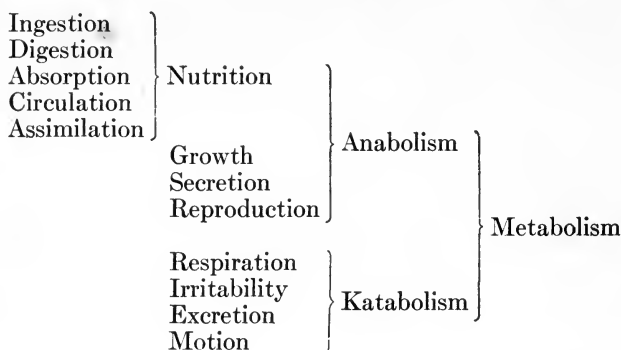 Ingestion
Digestion
Absorption
Circulation
Assimilation
Nutrition
Growth
Secretion
Reproduction
Anabolism
Respiration
Irritability
Excretion
Motion
Katabolism
Metabolism